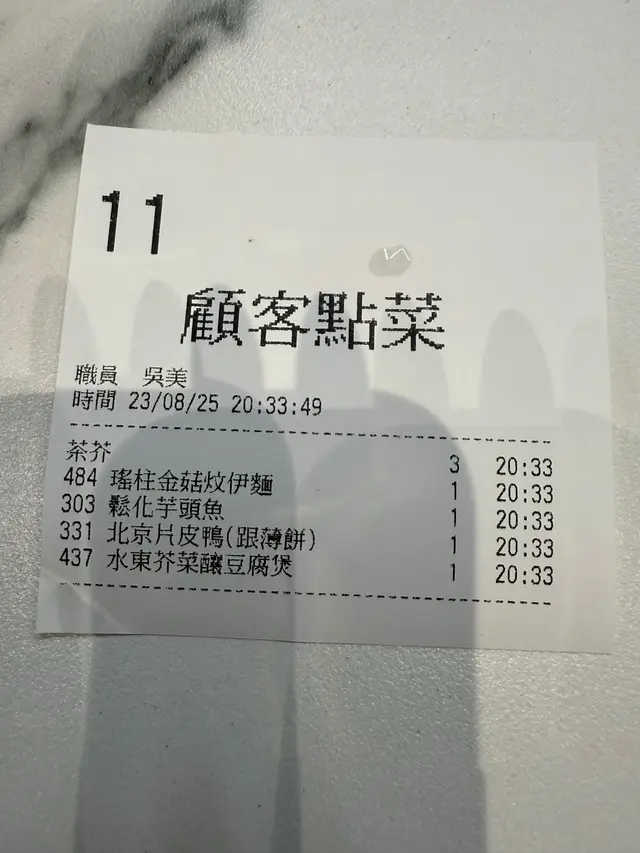 11
顧客點菜
職員 吳美
時間 23/08/25 20:33:49
茶芥 3 20:33
484 瑤柱金菇炆伊麵 1 20:33
303 鬆化芋頭魚 1 20:33
331 北京片皮鴨(跟薄餅) 1 20:33
437 水東芥菜釀豆腐煲 1 20:33